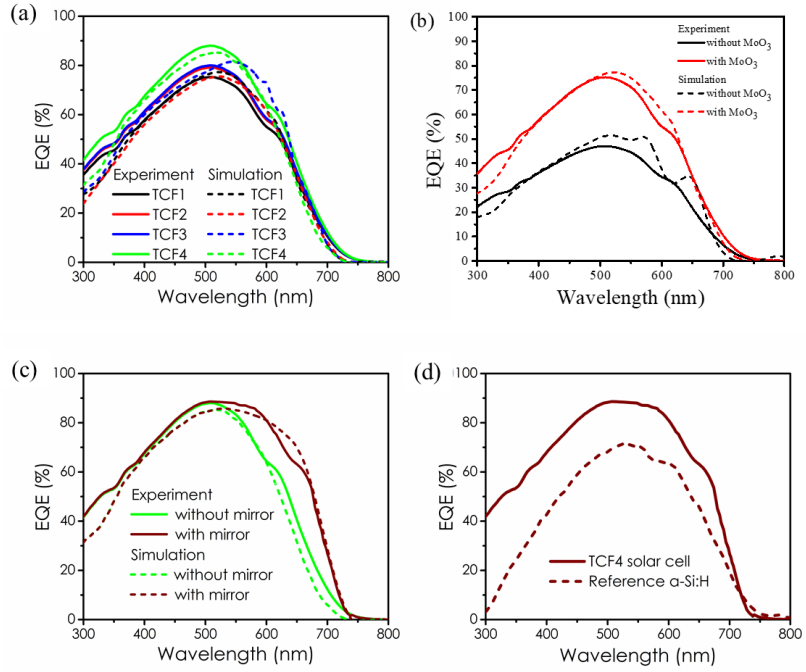 (a)
100
80
60
40
20
0
EQE (%)
Experiment Simulation
TCF1 TCF1
TCF2 TCF2
TCF3 TCF3
TCF4 TCF4
300 400 500 600 700 800
Wavelength (nm)
(b)
100
90
80
70
60
50
40
30
20
10
0
EQE (%)
Experiment
without MoO₃
with MoO₃
Simulation
without MoO₃
with MoO₃
300 400 500 600 700 800
Wavelength (nm)
(c)
100
80
60
40
20
0
EQE (%)
Experiment
without mirror
with mirror
Simulation
without mirror
with mirror
300 400 500 600 700 800
Wavelength (nm)
(d)
100
80
60
40
20
0
EQE (%)
TCF4 solar cell
Reference a-Si:H
300 400 500 600 700 800
Wavelength (nm)